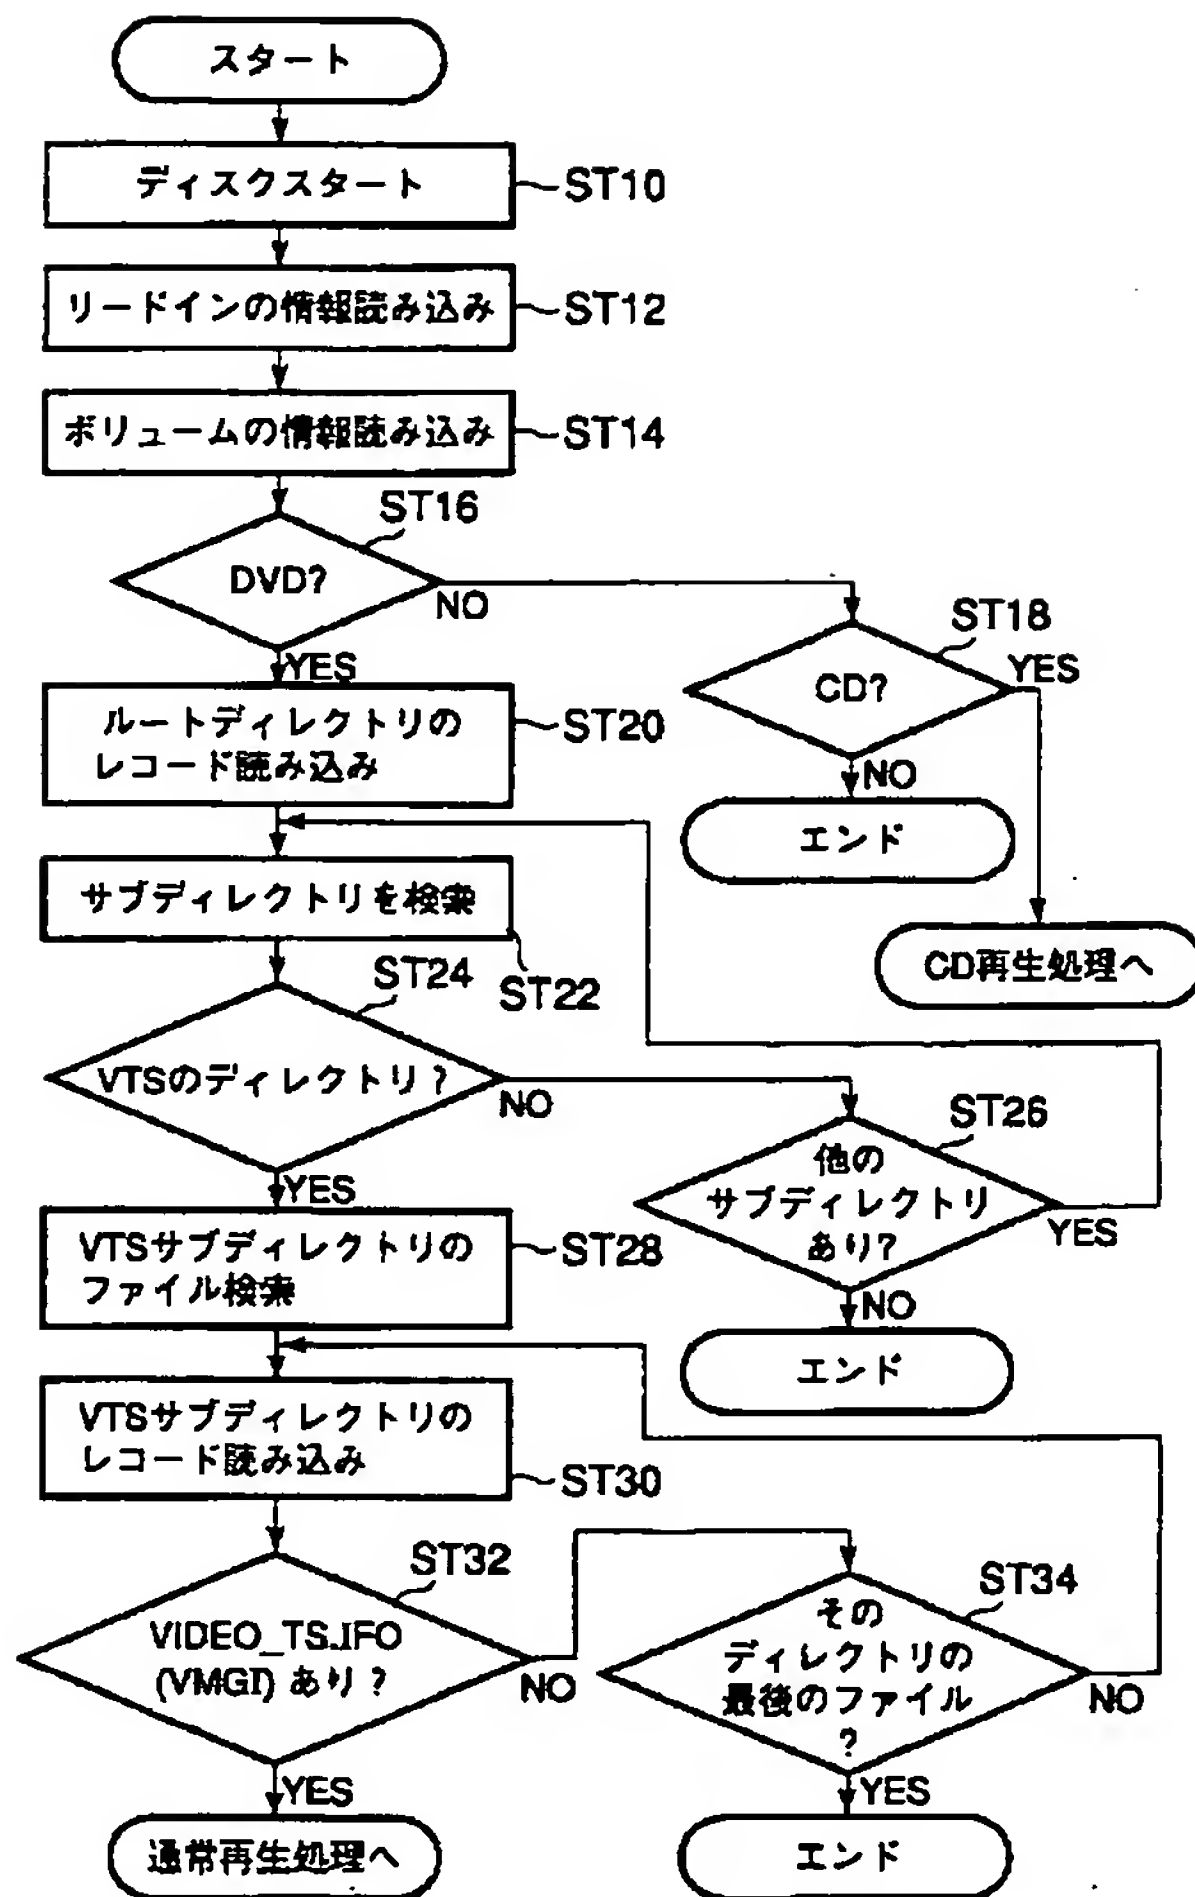 スタート
ディスクスタート
ST10
リードインの情報読み込み
ST12
ボリュームの情報読み込み
ST14
ST16
DVD?
NO
YES
ST18
CD?
YES
NO
エンド
CD再生処理へ
ルートディレクトリの
レコード読み込み
ST20
サブディレクトリを検索
ST22
ST24
VTSのディレクトリ?
NO
YES
ST26
他の
サブディレクトリ
あり?
YES
NO
エンド
VTSサブディレクトリの
ファイル検索
ST28
VTSサブディレクトリの
レコード読み込み
ST30
ST32
VIDEO_TS.IFO
(VMGI) あり?
NO
YES
通常再生処理へ
ST34
その
ディレクトリの
最後のファイル
?
NO
YES
エンド